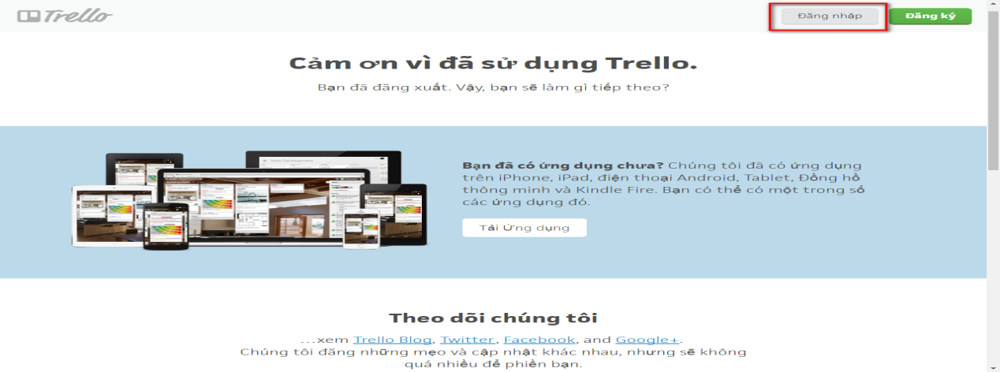 Trello
Đăng nhập
Đăng ký
Cảm ơn vì đã sử dụng Trello.
Bạn đã đăng xuất. Vậy, bạn sẽ làm gì tiếp theo?
Bạn đã có ứng dụng chưa? Chúng tôi đã có ứng dụng
trên iPhone, iPad, điện thoại Android, Tablet, Đồng hồ
thông minh và Kindle Fire. Bạn có thể có một trong số
các ứng dụng đó.
Tải Ứng dụng
Theo dõi chúng tôi
...xem Trello Blog, Twitter, Facebook, and Google+.
Chúng tôi đăng những mẹo và cập nhật khác nhau, nhưng sẽ không
quá nhiều để phiền bạn.